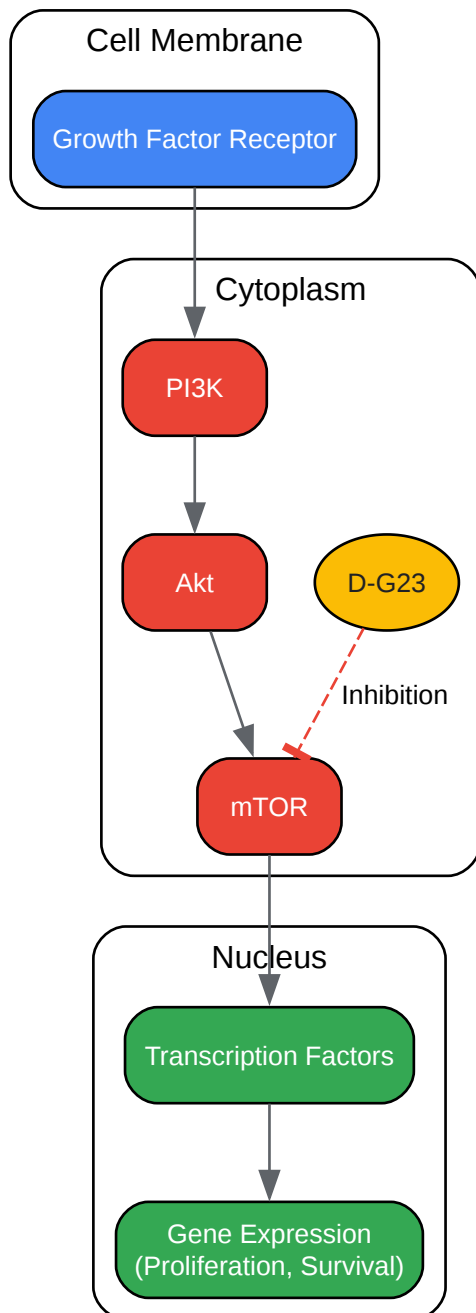 Cell Membrane
Growth Factor Receptor
Cytoplasm
PI3K
Akt
D-G23
Inhibition
mTOR
Nucleus
Transcription Factors
Gene Expression
(Proliferation, Survival)